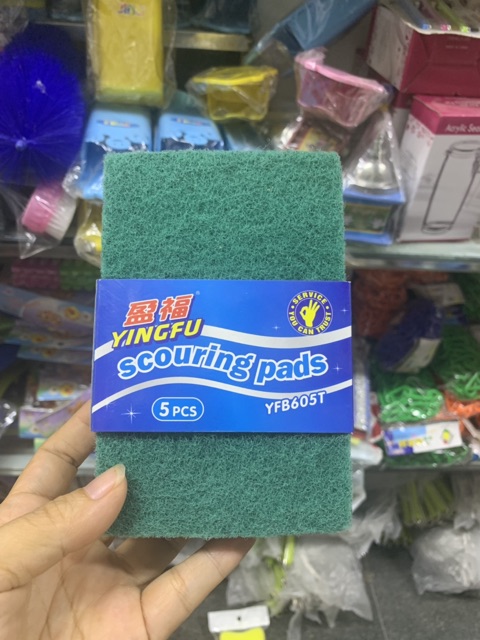 盈福
YINGFU
SERVICE
YOU CAN TRUST
scouring pads
5 PCS
YFB605T